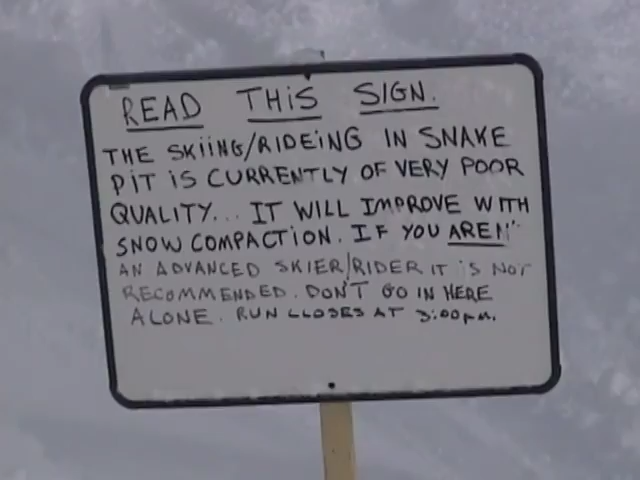 READ THIS SIGN.
THE SKIING/RIDEING IN SNAKE
PIT IS CURRENTLY OF VERY POOR
QUALITY... IT WILL IMPROVE WITH
SNOW COMPACTION. IF YOU AREN'T
AN ADVANCED SKIER/RIDER IT IS NOT
RECOMMENDED. DON'T GO IN HERE
ALONE. RUN CLOSES AT 3:00 P.M.